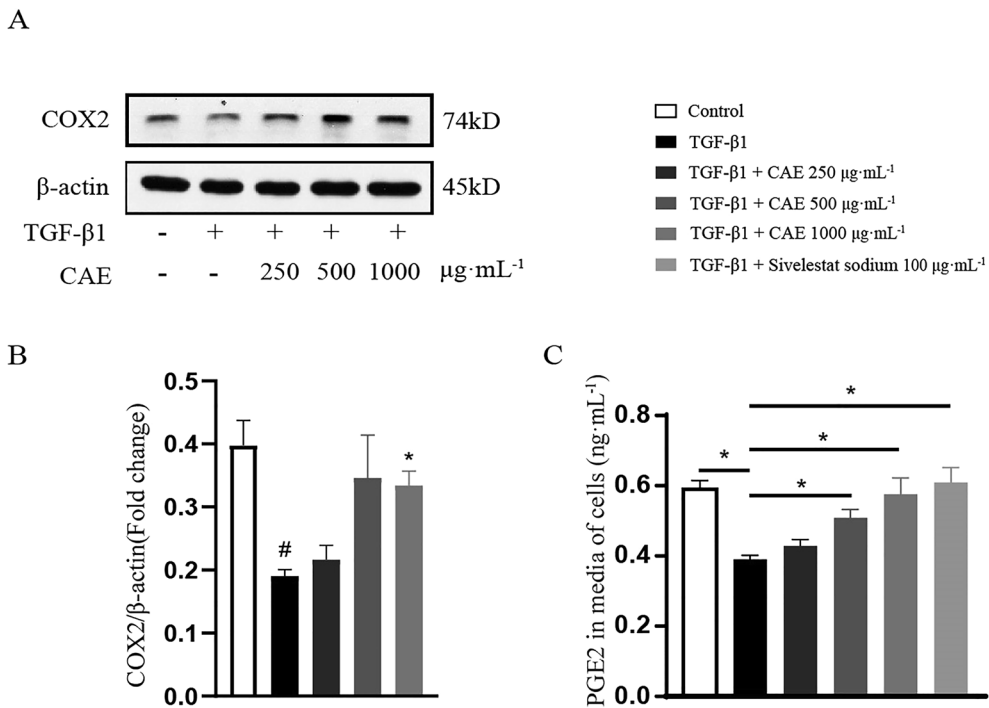 A
COX2
74kD
β-actin
45kD
TGF-β1 - + + + +
CAE - - 250 500 1000 μg·mL-1
Control
TGF-β1
TGF-β1 + CAE 250 μg·mL-1
TGF-β1 + CAE 500 μg·mL-1
TGF-β1 + CAE 1000 μg·mL-1
TGF-β1 + Sivelestat sodium 100 μg·mL-1
B
COX2/β-actin(Fold change)
0.5
0.4
0.3
0.2
0.1
0.0
#
*
C
PGE2 in media of cells (ng·mL-1)
0.8
0.6
0.4
0.2
0.0
*
*
*
*